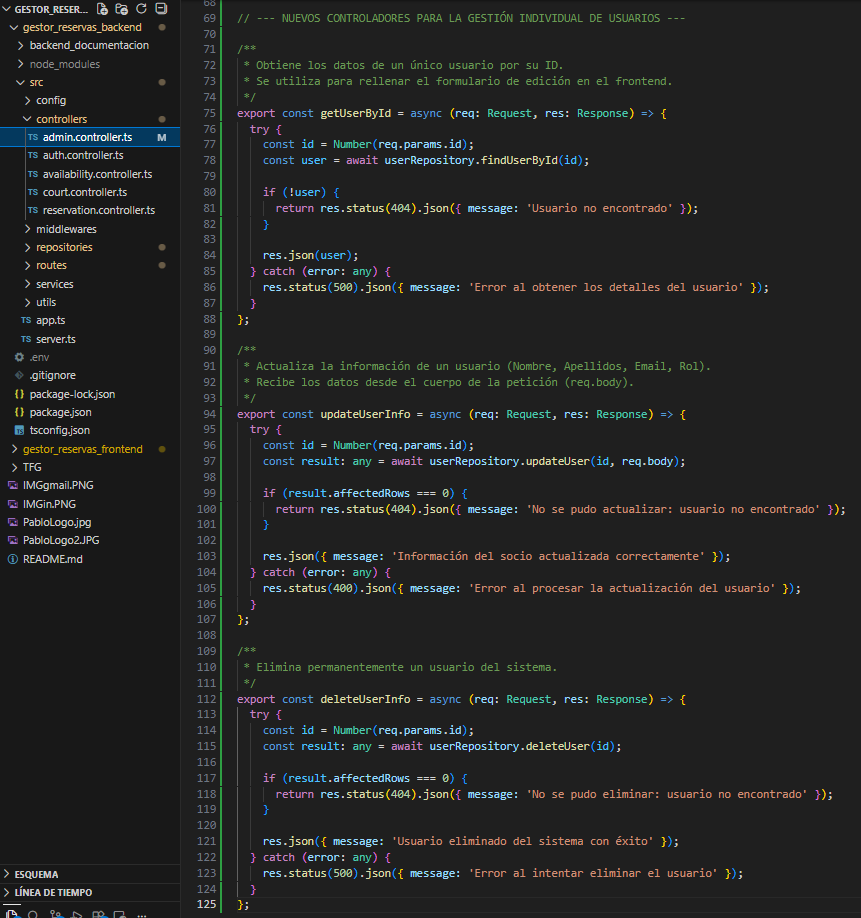 GESTOR_RESER...
gestor_reservas_backend
backend_documentacion
node_modules
src
config
controllers
TS admin.controller.ts M
TS auth.controller.ts
TS availability.controller.ts
TS court.controller.ts
TS reservation.controller.ts
middlewares
repositories
routes
services
utils
TS app.ts
TS server.ts
.env
.gitignore
{} package-lock.json
{} package.json
TS tsconfig.json
gestor_reservas_frontend
TFG
IMGgmail.PNG
IMGin.PNG
PabloLogo.jpg
PabloLogo2.JPG
README.md
ESQUEMA
LÍNEA DE TIEMPO
68
69 // --- NUEVOS CONTROLADORES PARA LA GESTIÓN INDIVIDUAL DE USUARIOS ---
70
71 /**
72 * Obtiene los datos de un único usuario por su ID.
73 * Se utiliza para rellenar el formulario de edición en el frontend.
74 */
75 export const getUserById = async (req: Request, res: Response) => {
76 try {
77 const id = Number(req.params.id);
78 const user = await userRepository.findUserById(id);
79
80 if (!user) {
81 return res.status(404).json({ message: 'Usuario no encontrado' });
82 }
83
84 res.json(user);
85 } catch (error: any) {
86 res.status(500).json({ message: 'Error al obtener los detalles del usuario' });
87 }
88 };
89
90 /**
91 * Actualiza la información de un usuario (Nombre, Apellidos, Email, Rol).
92 * Recibe los datos desde el cuerpo de la petición (req.body).
93 */
94 export const updateUserInfo = async (req: Request, res: Response) => {
95 try {
96 const id = Number(req.params.id);
97 const result: any = await userRepository.updateUser(id, req.body);
98
99 if (result.affectedRows === 0) {
100 return res.status(404).json({ message: 'No se pudo actualizar: usuario no encontrado' });
101 }
102
103 res.json({ message: 'Información del socio actualizada correctamente' });
104 } catch (error: any) {
105 res.status(400).json({ message: 'Error al procesar la actualización del usuario' });
106 }
107 };
108
109 /**
110 * Elimina permanentemente un usuario del sistema.
111 */
112 export const deleteUserInfo = async (req: Request, res: Response) => {
113 try {
114 const id = Number(req.params.id);
115 const result: any = await userRepository.deleteUser(id);
116
117 if (result.affectedRows === 0) {
118 return res.status(404).json({ message: 'No se pudo eliminar: usuario no encontrado' });
119 }
120
121 res.json({ message: 'Usuario eliminado del sistema con éxito' });
122 } catch (error: any) {
123 res.status(500).json({ message: 'Error al intentar eliminar el usuario' });
124 }
125 };